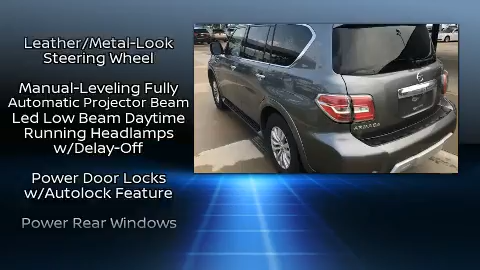 Leather/Metal-Look
Steering Wheel
Manual-Leveling Fully
Automatic Projector Beam
Led Low Beam Daytime
Running Headlamps
w/Delay-Off
Power Door Locks
w/Autolock Feature
Power Rear Windows
ARMADA